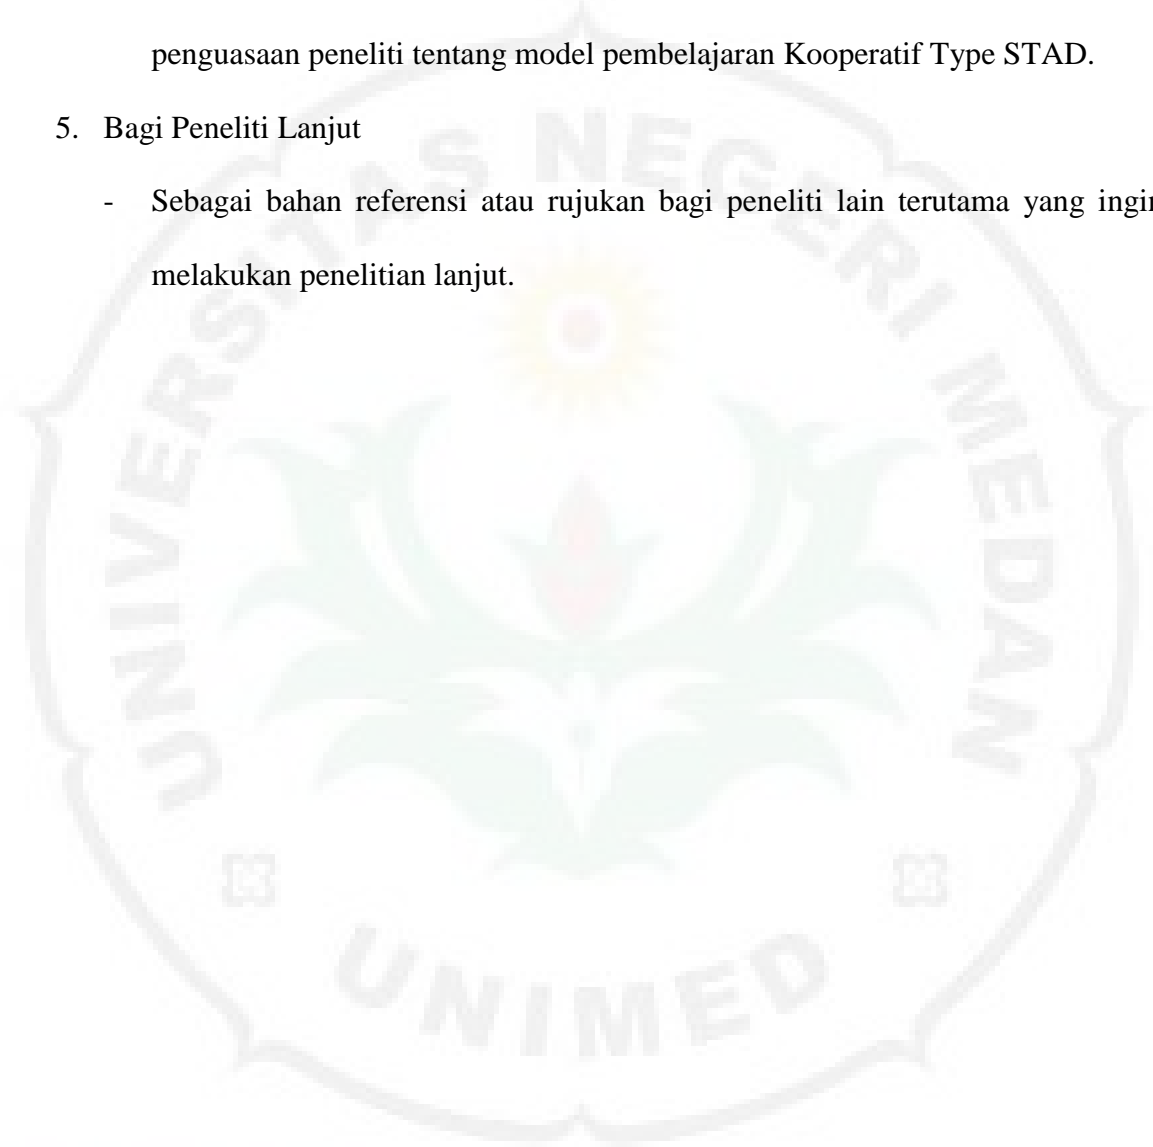 penguasaan peneliti tentang model pembelajaran Kooperatif Type STAD.
5. Bagi Peneliti Lanjut
- Sebagai bahan referensi atau rujukan bagi peneliti lain terutama yang ingin
melakukan penelitian lanjut.
UNIVERSITAS NEGERI MEDAN
UNIMED